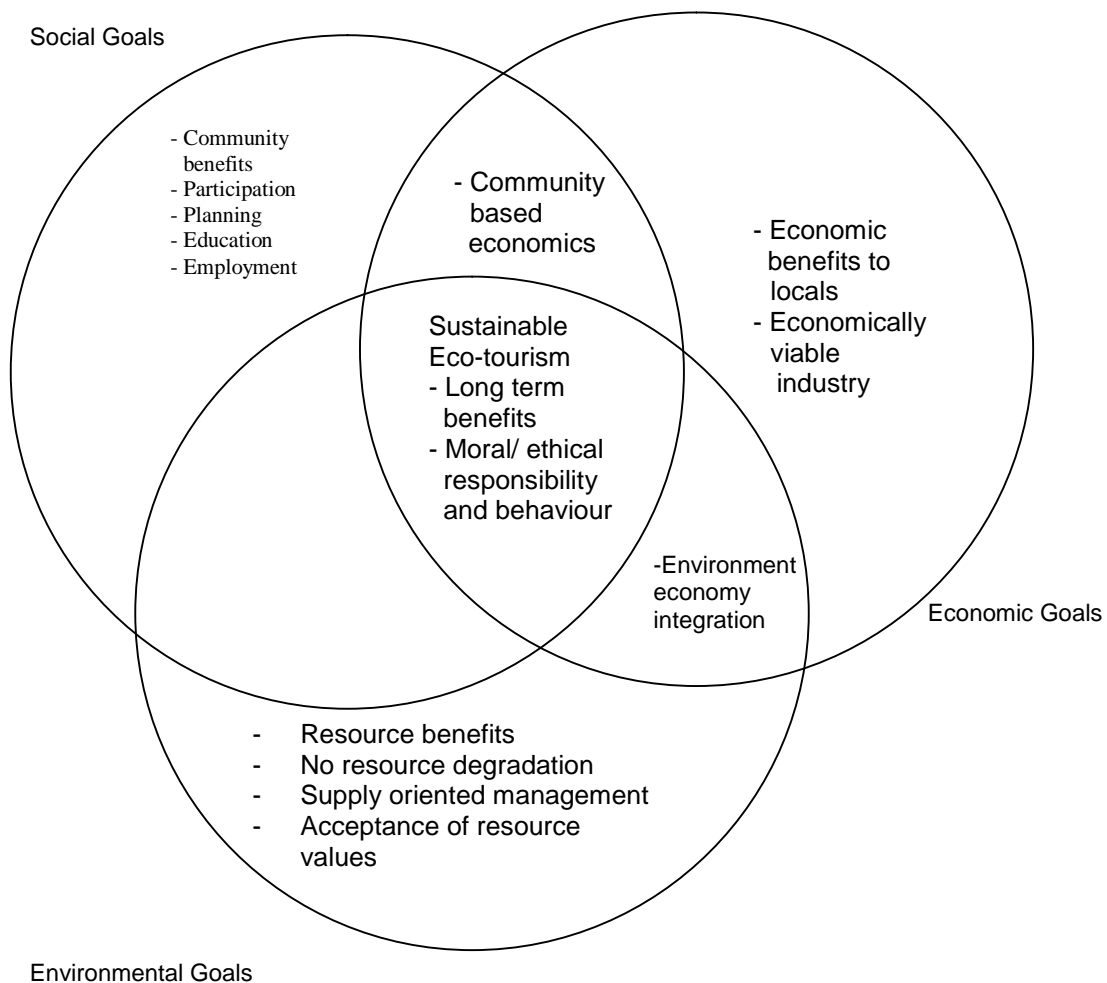 Social Goals
- Community
benefits
- Participation
- Planning
- Education
- Employment
- Community
based
economics
- Economic
benefits to
locals
- Economically
viable
industry
Sustainable
Eco-tourism
- Long term
benefits
- Moral/ ethical
responsibility
and behaviour
-Environment
economy
integration
Economic Goals
- Resource benefits
- No resource degradation
- Supply oriented management
- Acceptance of resource
values
Environmental Goals